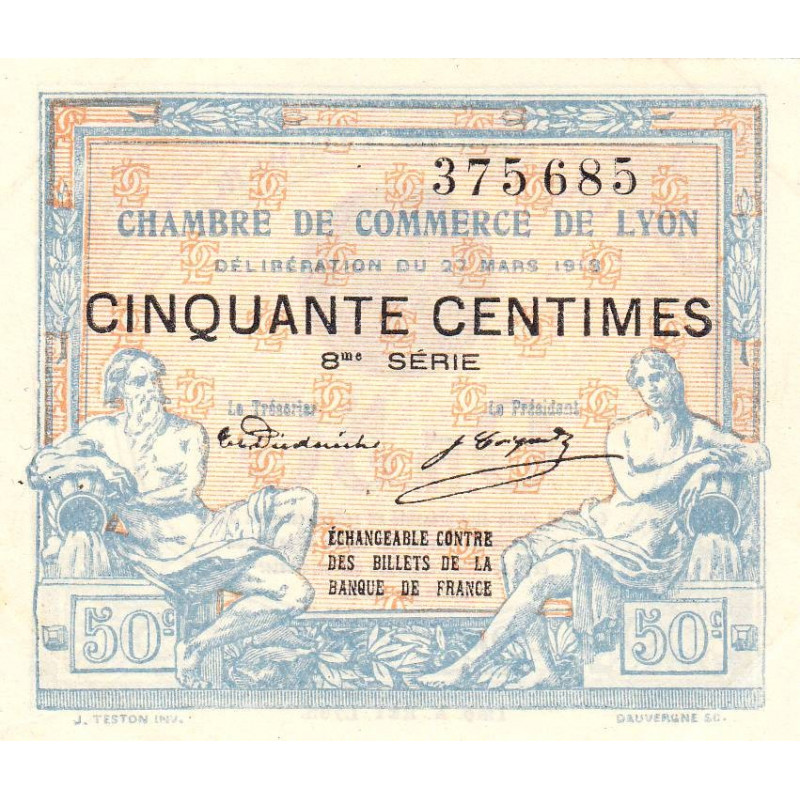 375685
CHAMBRE DE COMMERCE DE LYON
DÉLIBÉRATION DU 27 MARS 1919
CINQUANTE CENTIMES
8me SÉRIE
Le Trésorier Le Président
ÉCHANGEABLE CONTRE
DES BILLETS DE LA
BANQUE DE FRANCE
50c 50c
J. TESTON INV. DAUVERGNE SC.